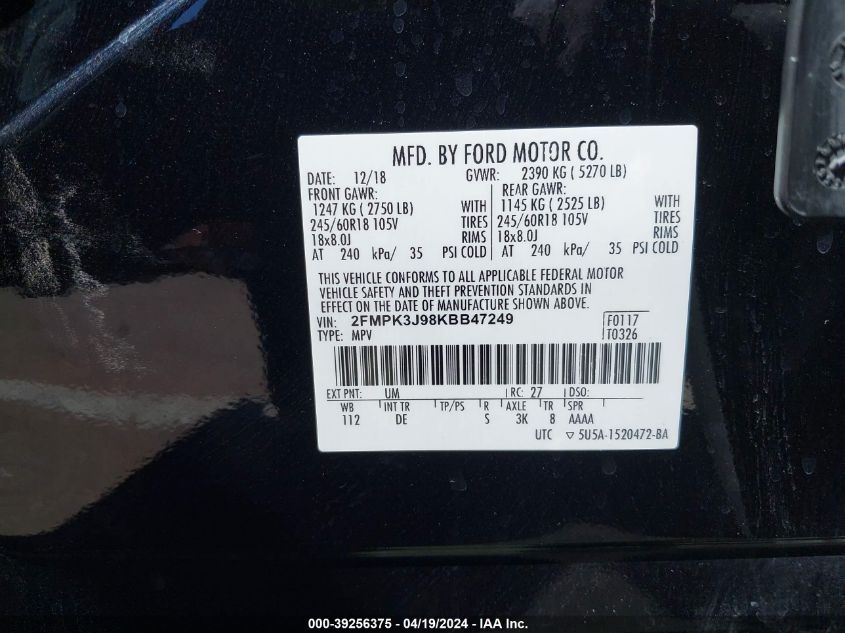 MFD. BY FORD MOTOR CO.
DATE: 12/18 GVWR: 2390 KG ( 5270 LB)
FRONT GAWR: REAR GAWR:
1247 KG ( 2750 LB) WITH 1145 KG ( 2525 LB) WITH
245/60R18 105V TIRES 245/60R18 105V TIRES
18x8.0J RIMS 18x8.0J RIMS
AT 240 kPa/ 35 PSI COLD AT 240 kPa/ 35 PSI COLD
THIS VEHICLE CONFORMS TO ALL APPLICABLE FEDERAL MOTOR
VEHICLE SAFETY AND THEFT PREVENTION STANDARDS IN
EFFECT ON THE DATE OF MANUFACTURE SHOWN ABOVE.
VIN: 2FMPK3J98KBB47249 F0117
TYPE: MPV T0326
EXT PNT: UM RC: 27 DSO:
WB INT TR TP/PS R AXLE TR SPR
112 DE S 3K 8 AAAA
UTC ▽ 5U5A-1520472-BA
000-39256375 - 04/19/2024 - IAA Inc.